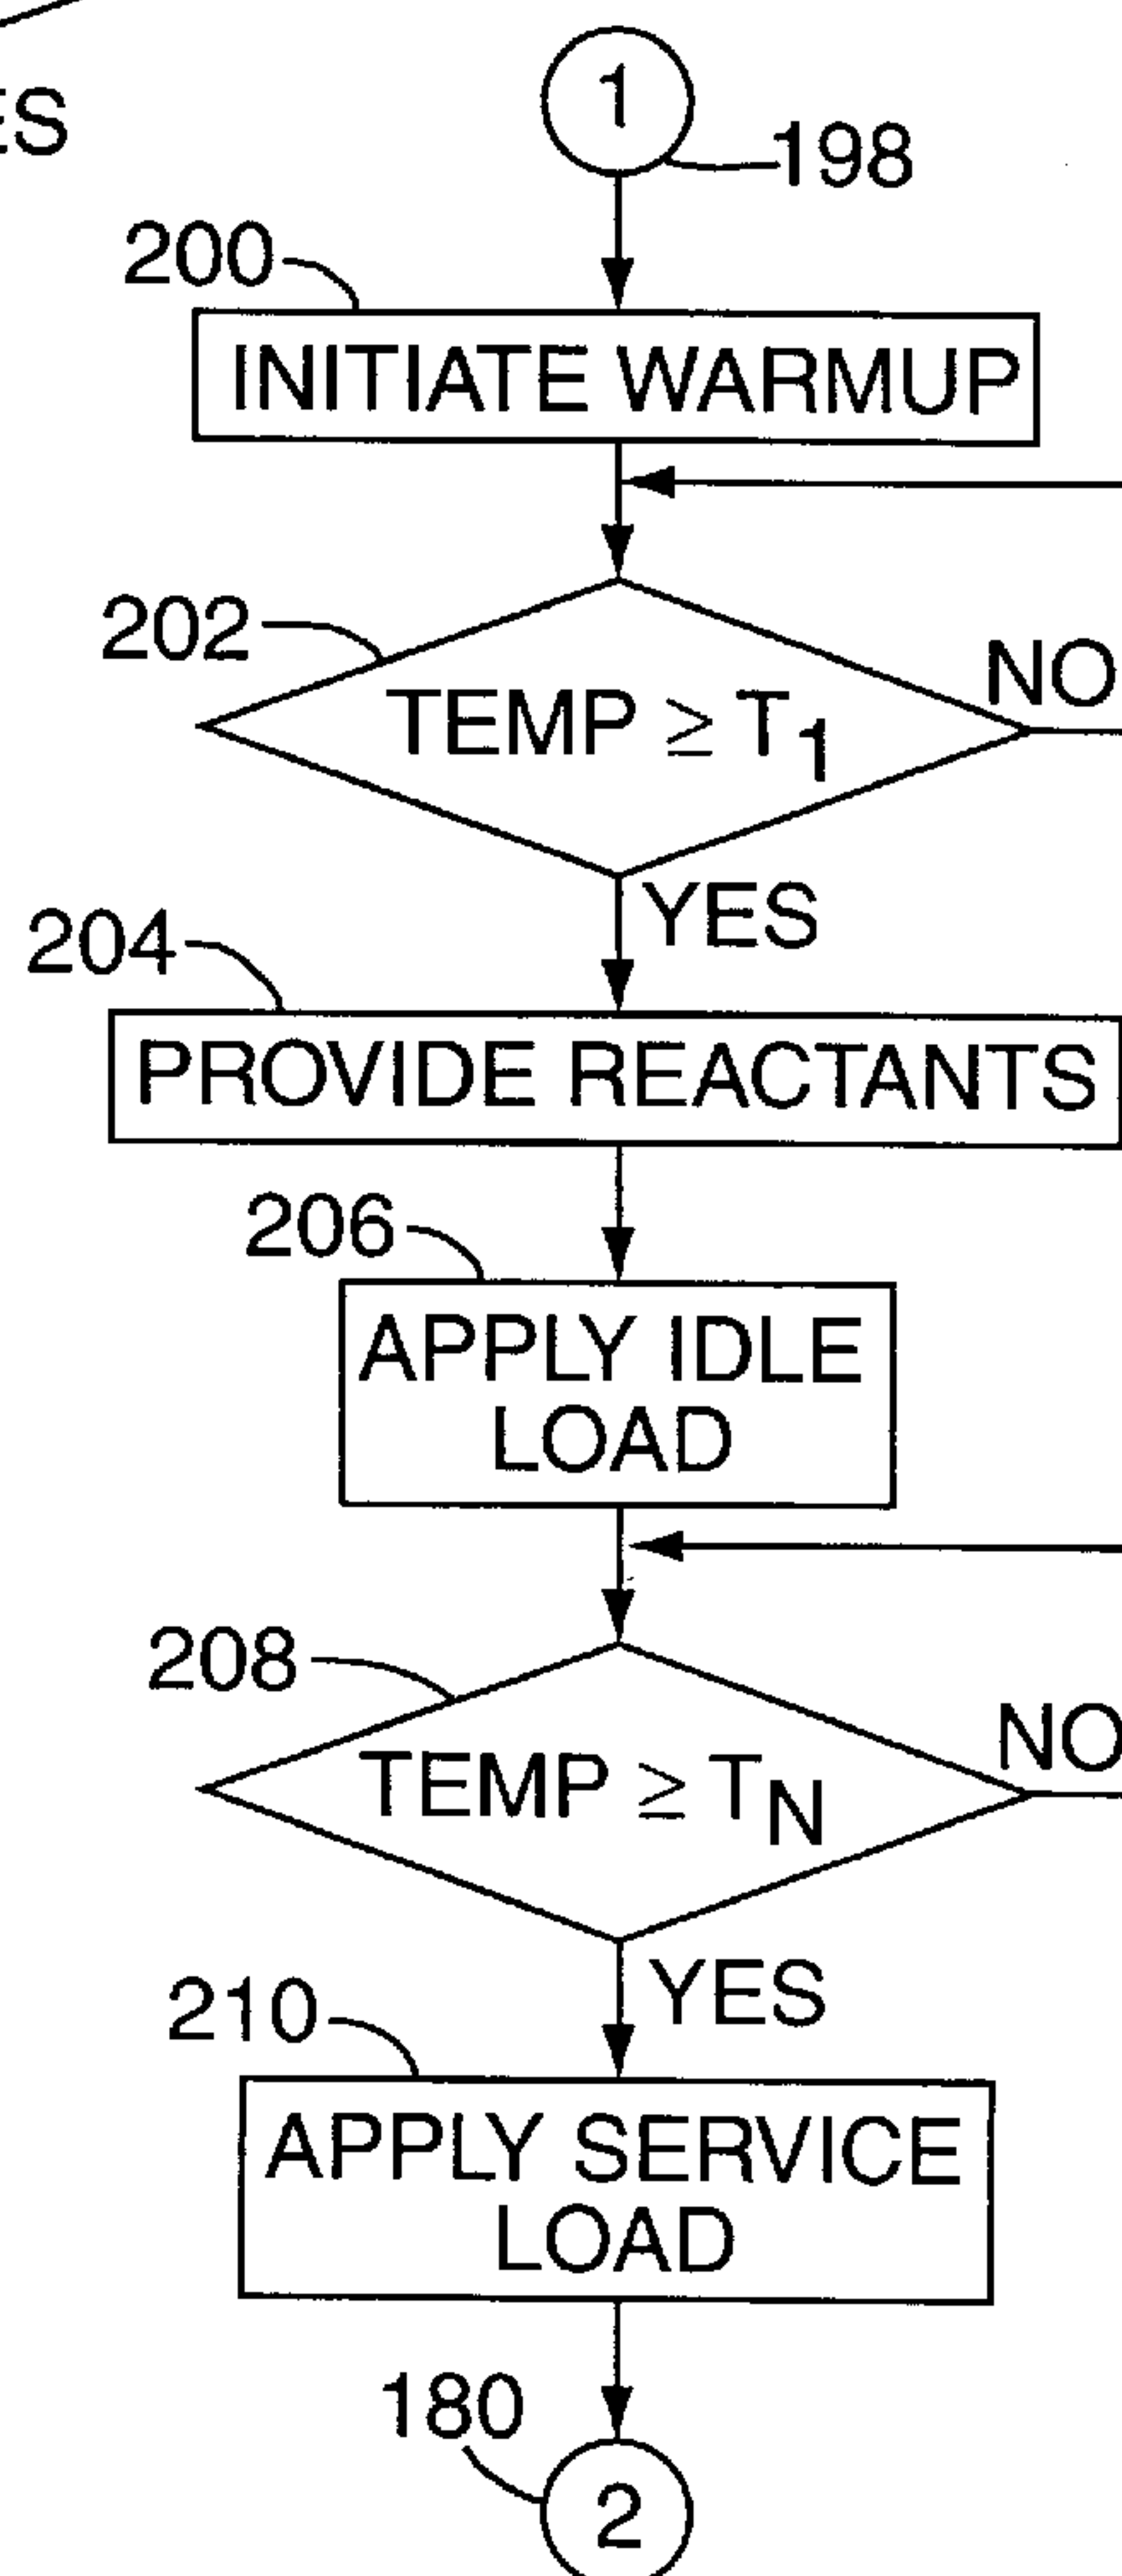 1
198
200
INITIATE WARMUP
202
TEMP ≥ T1
NO
YES
204
PROVIDE REACTANTS
206
APPLY IDLE
LOAD
208
TEMP ≥ TN
NO
YES
210
APPLY SERVICE
LOAD
180
2